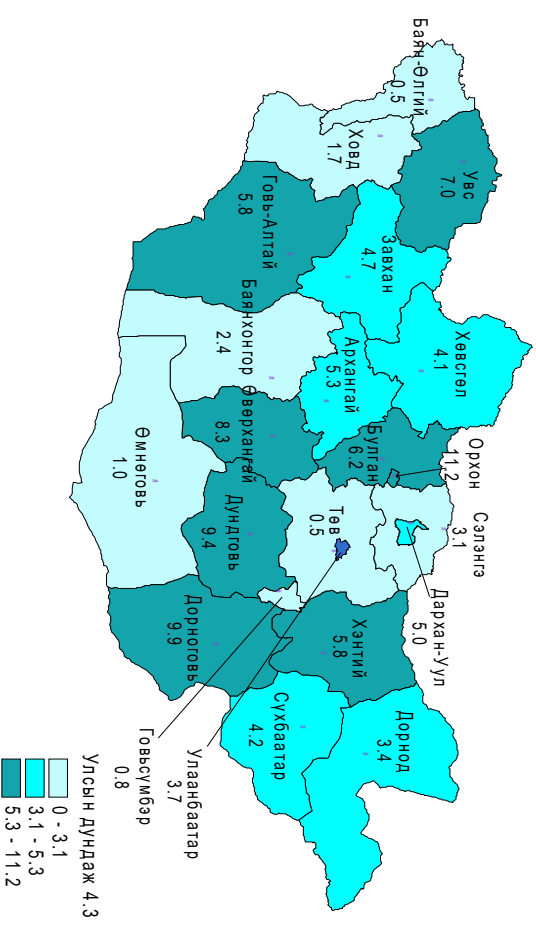 Баян-Өлгий
0.5
Увс
7.0
Ховд
1.7
Говь-Алтай
5.8
Завхан
4.7
Хөвсгөл
4.1
Баянхонгор
2.4
Архангай
5.3
Өвөрхангай
8.3
Булган
6.2
Орхон
11.2
Сэлэнгэ
3.1
Дархан-Уул
5.0
Төв
0.5
Өмнөговь
1.0
Дундговь
9.4
Дорноговь
9.9
Хэнтий
5.8
Дорнод
3.4
Сүхбаатар
4.2
Улаанбаатар
3.7
Говьсүмбэр
0.8
Улсын дундаж 4.3
0 - 3.1
3.1 - 5.3
5.3 - 11.2